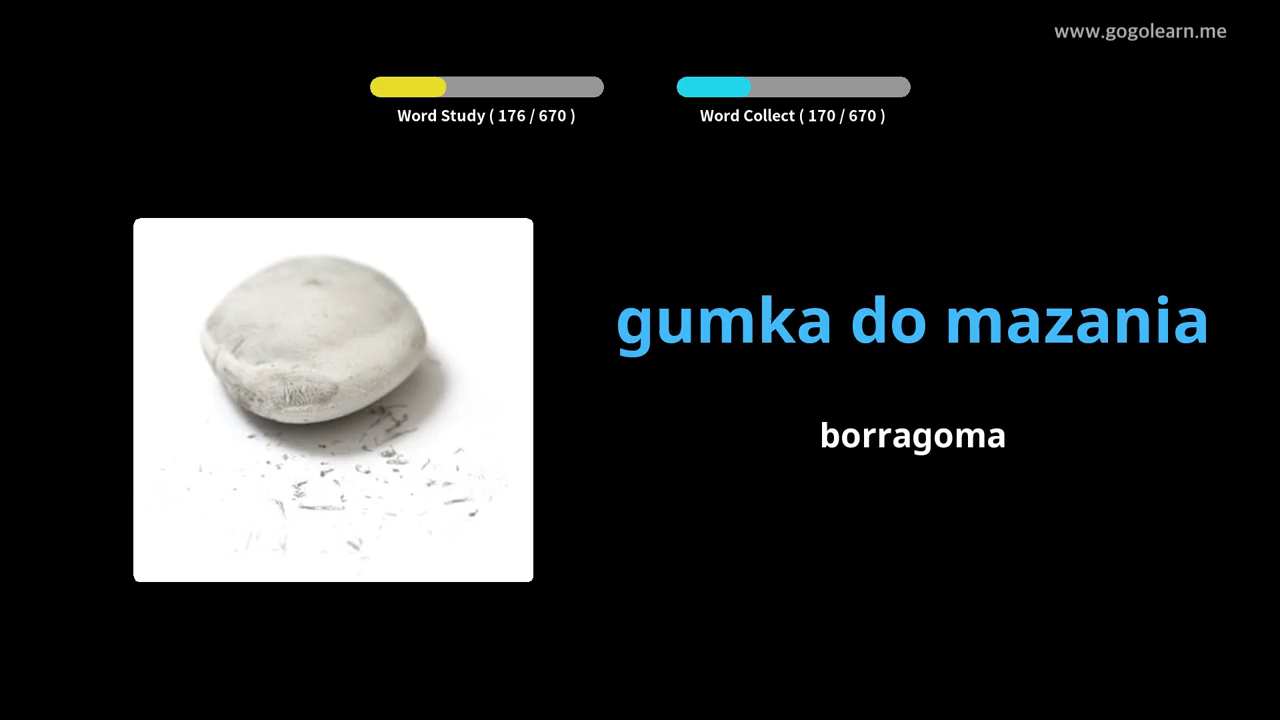 www.gogolearn.me
Word Study ( 176 / 670 )
Word Collect ( 170 / 670 )
gumka do mazania
borragoma